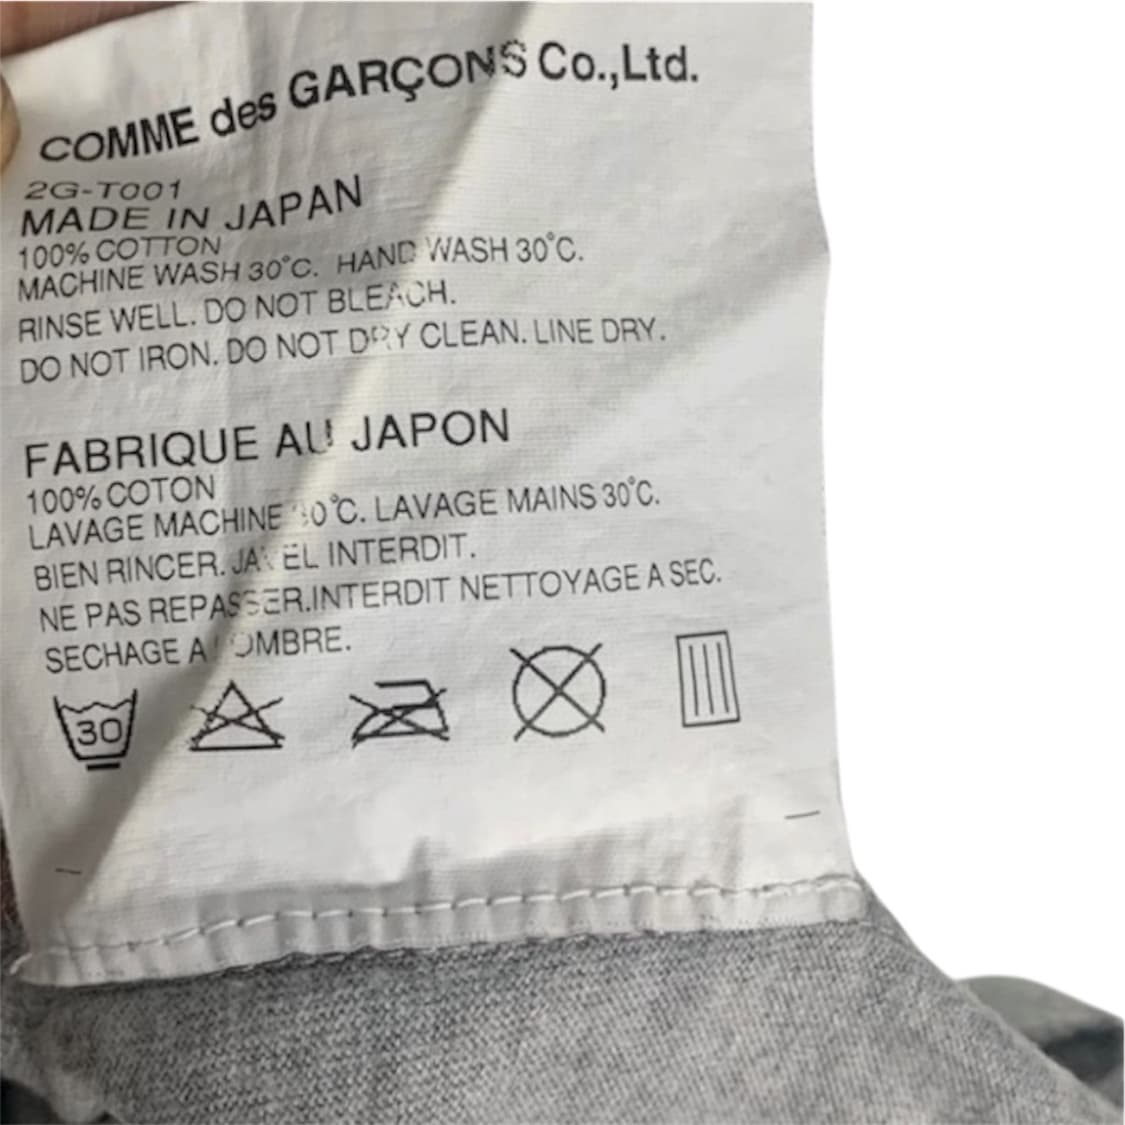 COMME des GARÇONS Co.,Ltd.
2G-T001
MADE IN JAPAN
100% COTTON
MACHINE WASH 30°C. HAND WASH 30°C.
RINSE WELL. DO NOT BLEACH.
DO NOT IRON. DO NOT DRY CLEAN. LINE DRY.
FABRIQUE AU JAPON
100% COTON
LAVAGE MACHINE 30°C. LAVAGE MAINS 30°C.
BIEN RINCER. JAVEL INTERDIT.
NE PAS REPASSER.INTERDIT NETTOYAGE A SEC.
SECHAGE A L'OMBRE.
30